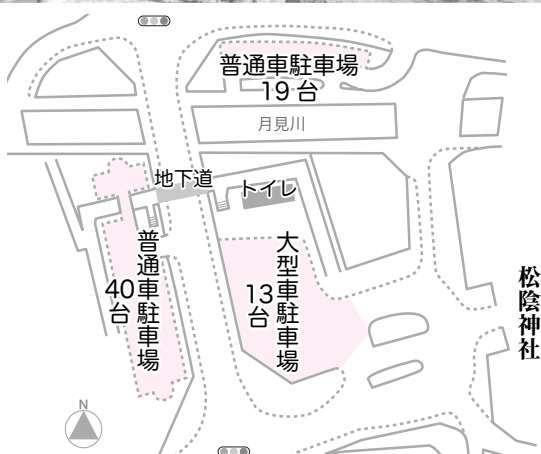 普通車駐車場
19台
月見川
地下道
トイレ
普通車駐車場
40台
大型車駐車場
13台
松陰神社
N